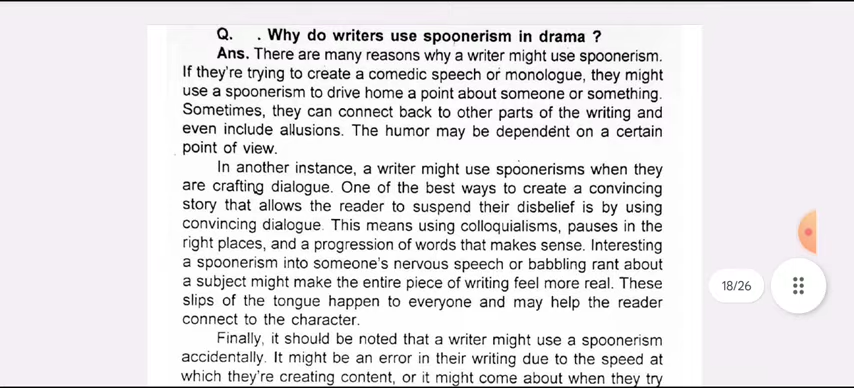 Q. . Why do writers use spoonerism in drama ?
Ans. There are many reasons why a writer might use spoonerism.
If they're trying to create a comedic speech or monologue, they might
use a spoonerism to drive home a point about someone or something.
Sometimes, they can connect back to other parts of the writing and
even include allusions. The humor may be dependent on a certain
point of view.
In another instance, a writer might use spoonerisms when they
are crafting dialogue. One of the best ways to create a convincing
story that allows the reader to suspend their disbelief is by using
convincing dialogue. This means using colloquialisms, pauses in the
right places, and a progression of words that makes sense. Interesting
a spoonerism into someone's nervous speech or babbling rant about
a subject might make the entire piece of writing feel more real. These
slips of the tongue happen to everyone and may help the reader
connect to the character.
Finally, it should be noted that a writer might use a spoonerism
accidentally. It might be an error in their writing due to the speed at
which they're creating content, or it might come about when they try
18/26